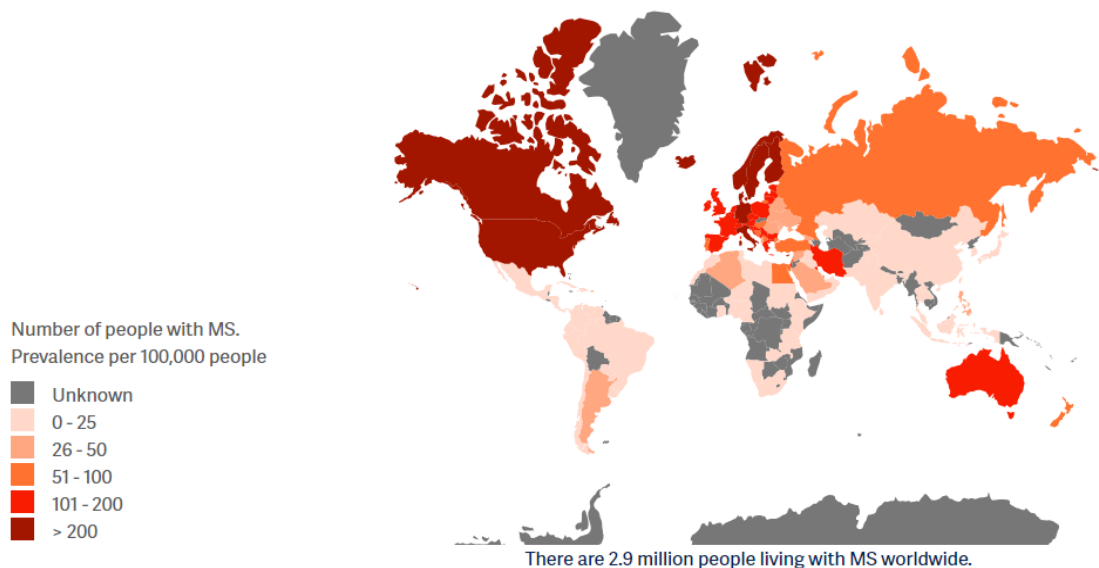 Number of people with MS.
Prevalence per 100,000 people
Unknown
0 - 25
26 - 50
51 - 100
101 - 200
> 200
There are 2.9 million people living with MS worldwide.